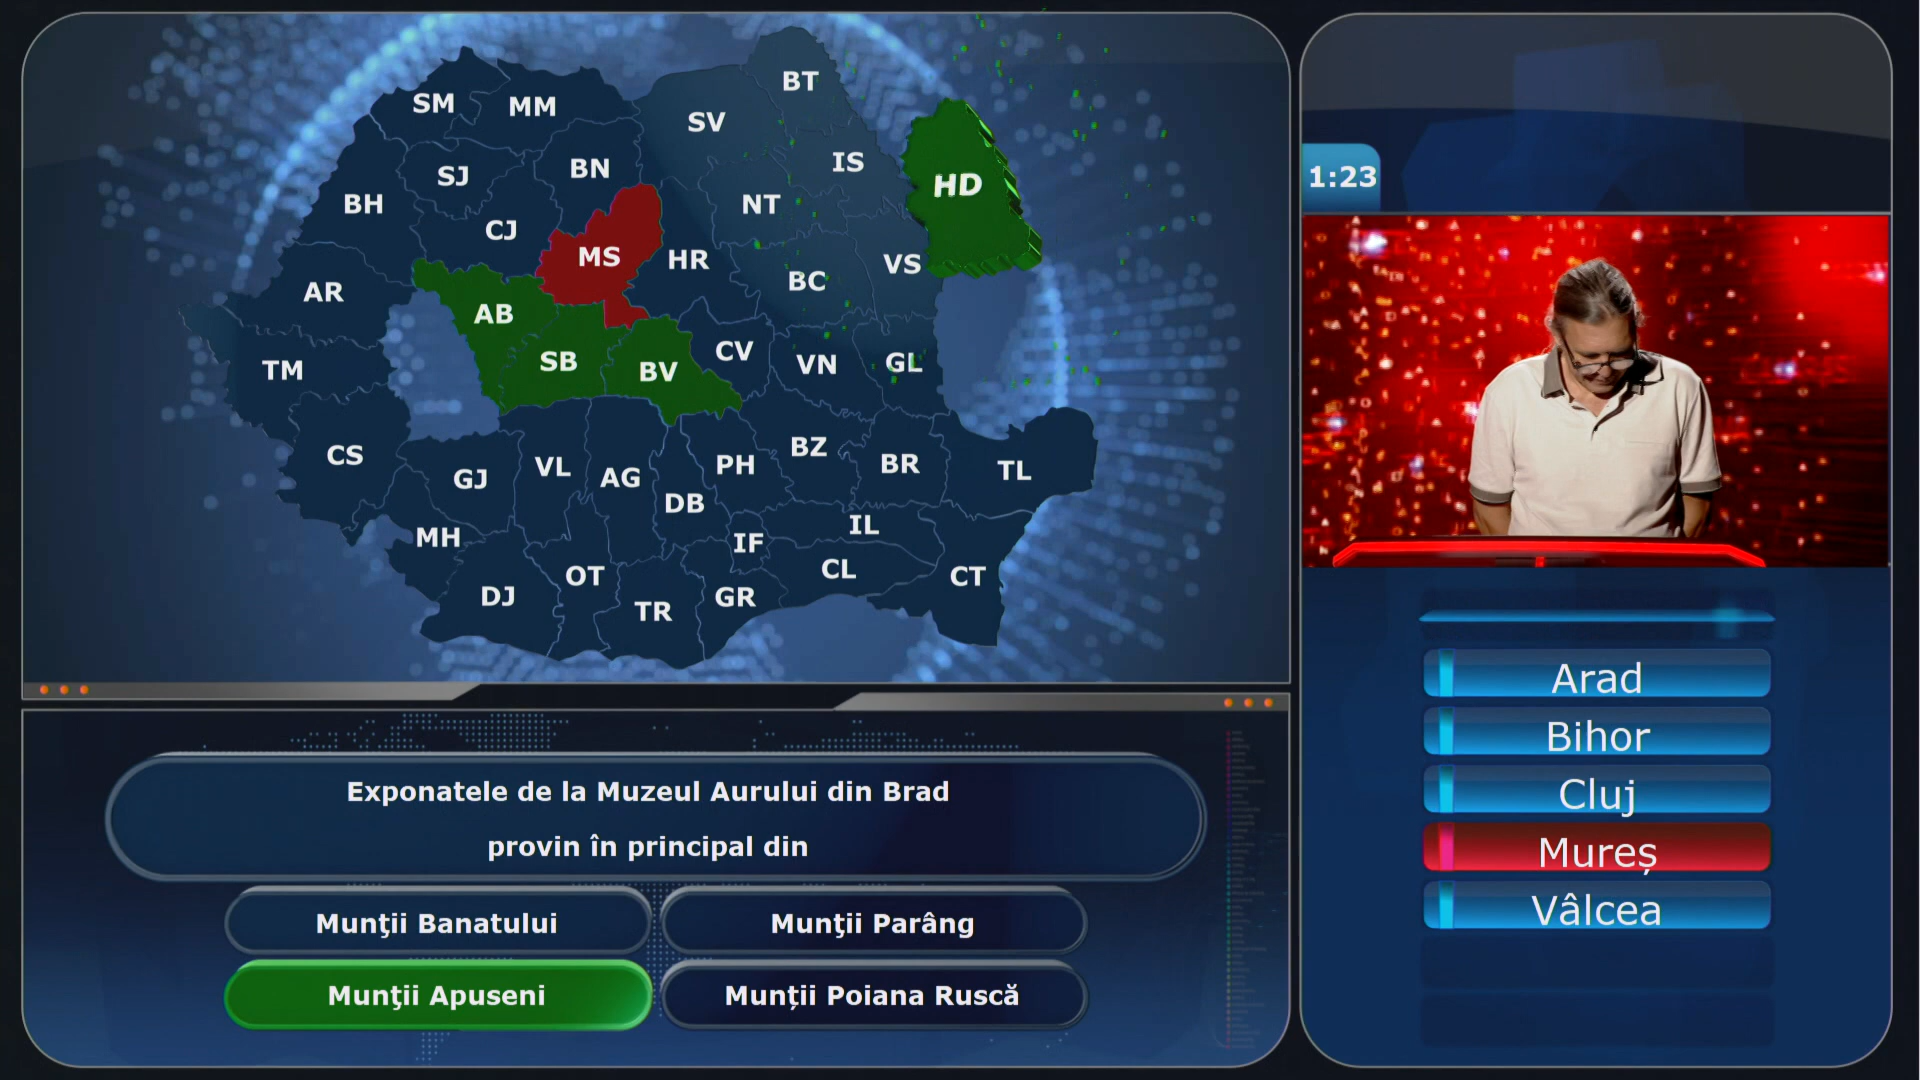 BT
SM
MM
SV
BN
IS
SJ
HD
BH
NT
CJ
MS
HR
VS
BC
AR
AB
CV
SB
VN
GL
TM
BV
BZ
CS
PH
BR
VL
TL
GJ
AG
DB
IL
MH
IF
CL
OT
CT
DJ
GR
TR
1:23
Exponatele de la Muzeul Aurului din Brad
provin în principal din
Munţii Banatului
Munţii Parâng
Munţii Apuseni
Munții Poiana Ruscă
Arad
Bihor
Cluj
Mureș
Vâlcea